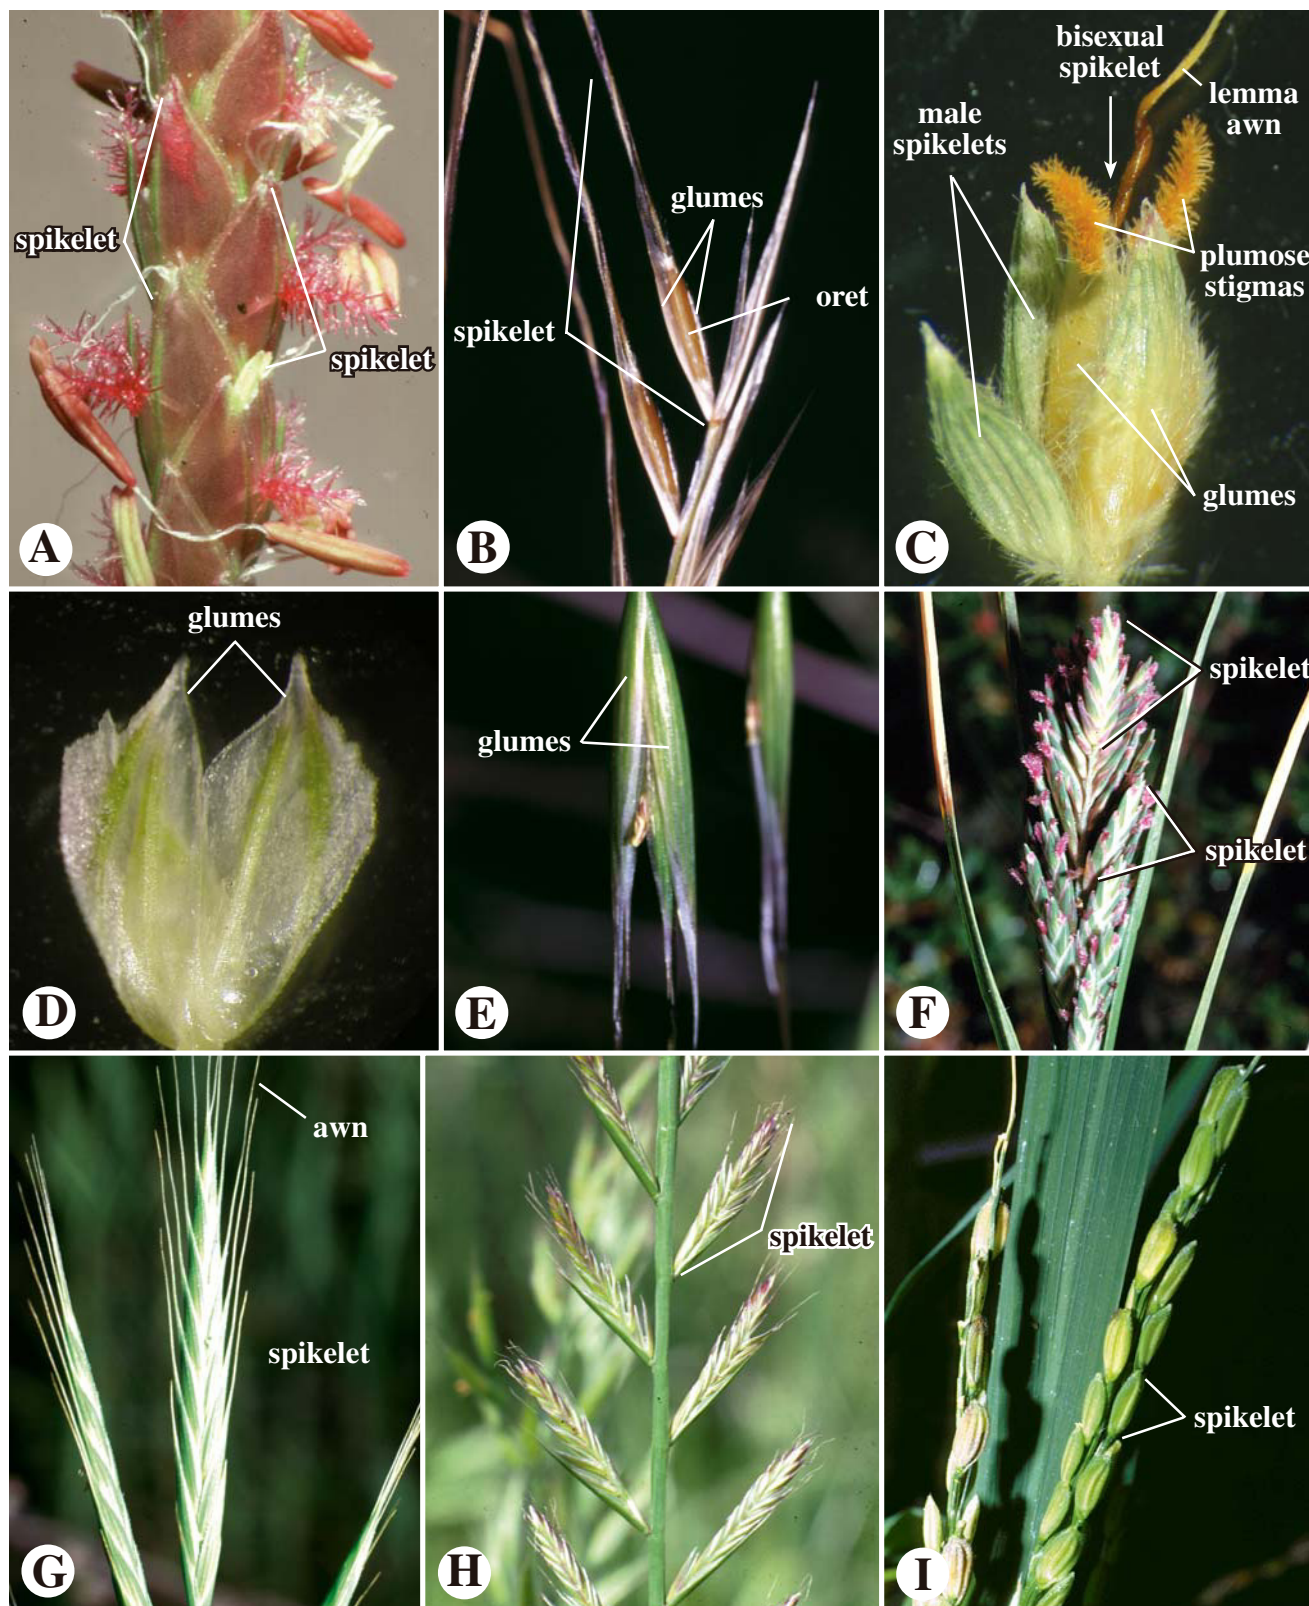 spikelet
spikelet
A
glumes
oret
spikelet
B
bisexual
spikelet
lemma
awn
male
spikelets
plumose
stigmas
glumes
C
glumes
D
glumes
E
spikelet
spikelet
F
awn
spikelet
G
spikelet
H
spikelet
I